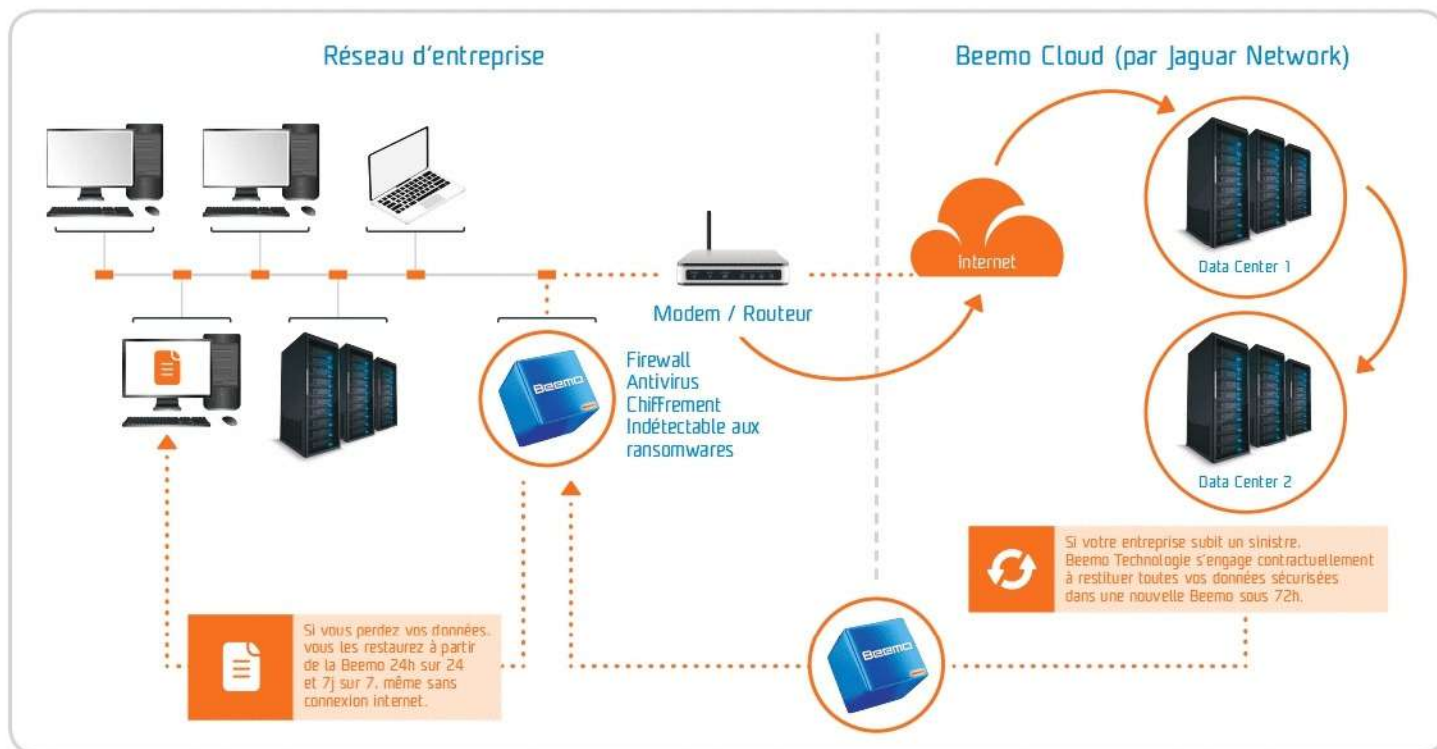 Réseau d'entreprise
Beemo Cloud (par Jaguar Network)
Internet
Data Center 1
Modem / Routeur
Beemo
Firewall
Antivirus
Chiffrement
Indétectable aux
ransomwares
Data Center 2
Si votre entreprise subit un sinistre.
Beemo Technologie s'engage contractuellement
à restituer toutes vos données sécurisées
dans une nouvelle Beemo sous 72h.
Si vous perdez vos données.
vous les restaurez à partir
de la Beemo 24h sur 24
et 7j sur 7. même sans
connexion internet.
Beemo